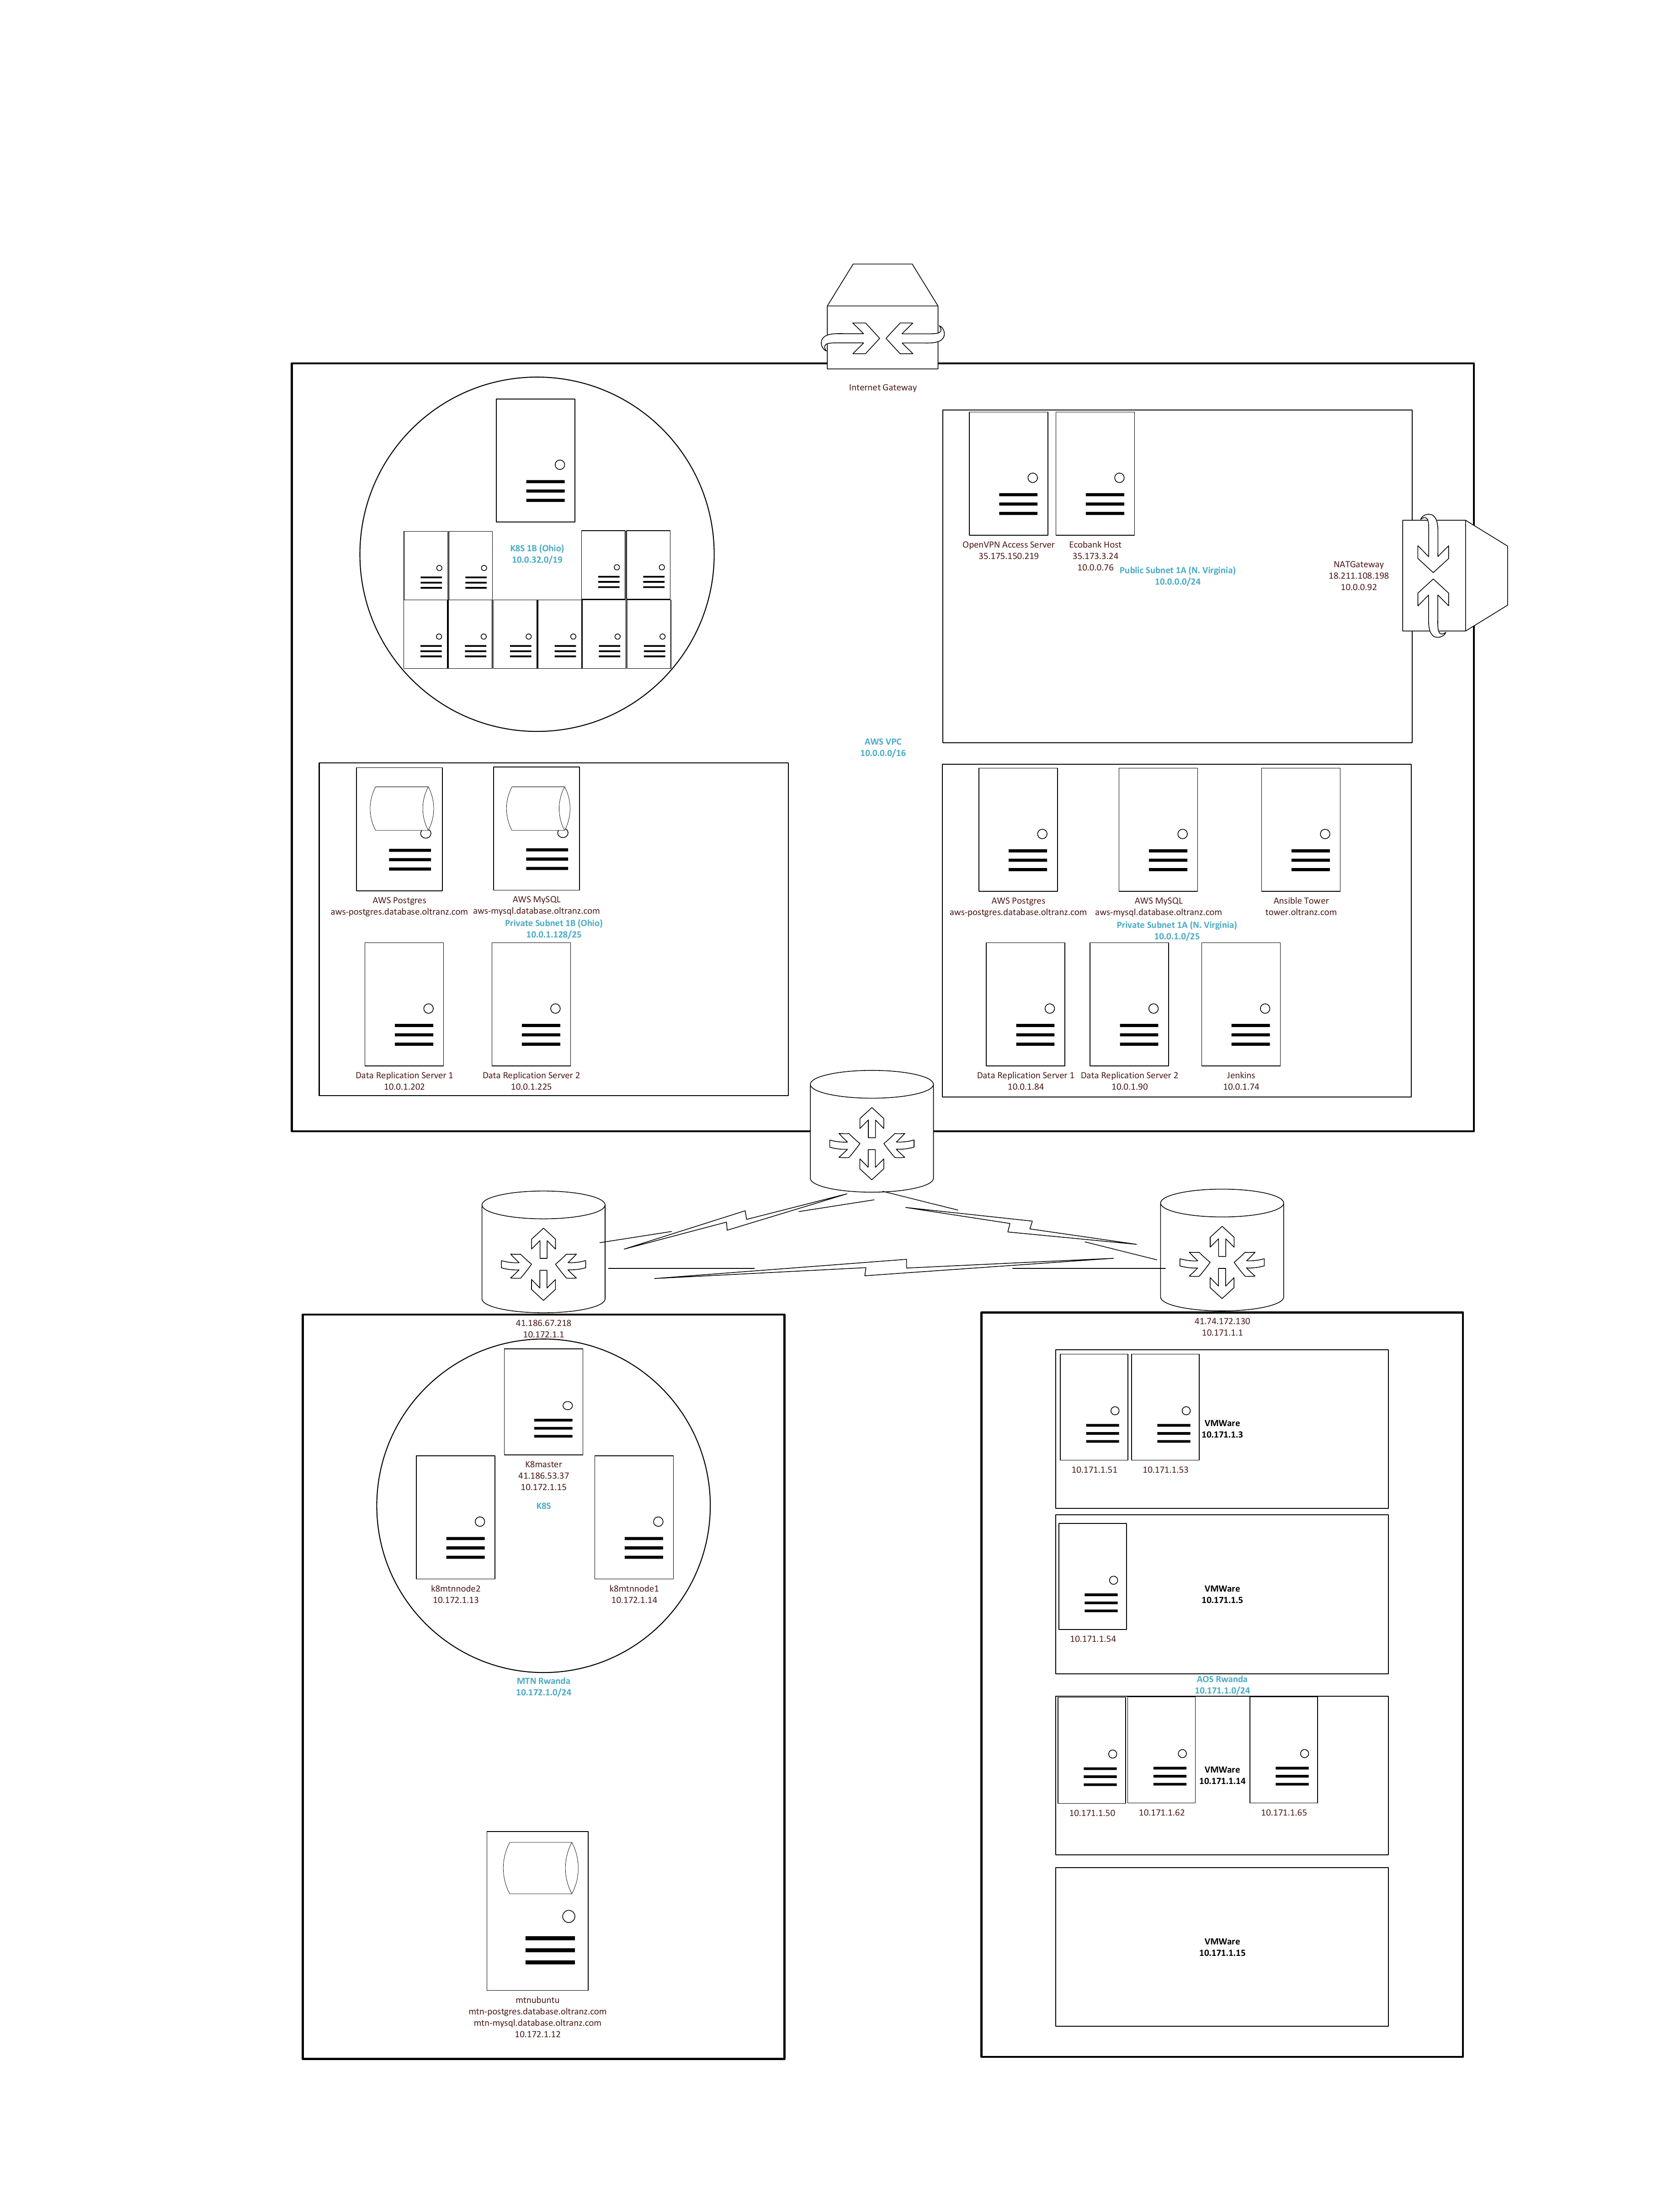 Internet Gateway
K8S 1B (Ohio)
10.0.32.0/19
OpenVPN Access Server
35.175.150.219
Ecobank Host
35.173.3.24
10.0.0.76
Public Subnet 1A (N. Virginia)
10.0.0.0/24
NATGateway
18.211.108.198
10.0.0.92
AWS VPC
10.0.0.0/16
AWS Postgres
aws-postgres.database.oltranz.com
AWS MySQL
aws-mysql.database.oltranz.com
Private Subnet 1B (Ohio)
10.0.1.128/25
Data Replication Server 1
10.0.1.202
Data Replication Server 2
10.0.1.225
AWS Postgres
aws-postgres.database.oltranz.com
AWS MySQL
aws-mysql.database.oltranz.com
Ansible Tower
tower.oltranz.com
Private Subnet 1A (N. Virginia)
10.0.1.0/25
Data Replication Server 1
10.0.1.84
Data Replication Server 2
10.0.1.90
Jenkins
10.0.1.74
41.186.67.218
10.172.1.1
K8master
41.186.53.37
10.172.1.15
K8S
k8mtnnode2
10.172.1.13
k8mtnnode1
10.172.1.14
MTN Rwanda
10.172.1.0/24
mtnubuntu
mtn-postgres.database.oltranz.com
mtn-mysql.database.oltranz.com
10.172.1.12
41.74.172.130
10.171.1.1
VMWare
10.171.1.3
10.171.1.51
10.171.1.53
VMWare
10.171.1.5
10.171.1.54
AOS Rwanda
10.171.1.0/24
VMWare
10.171.1.14
10.171.1.50
10.171.1.62
10.171.1.65
VMWare
10.171.1.15